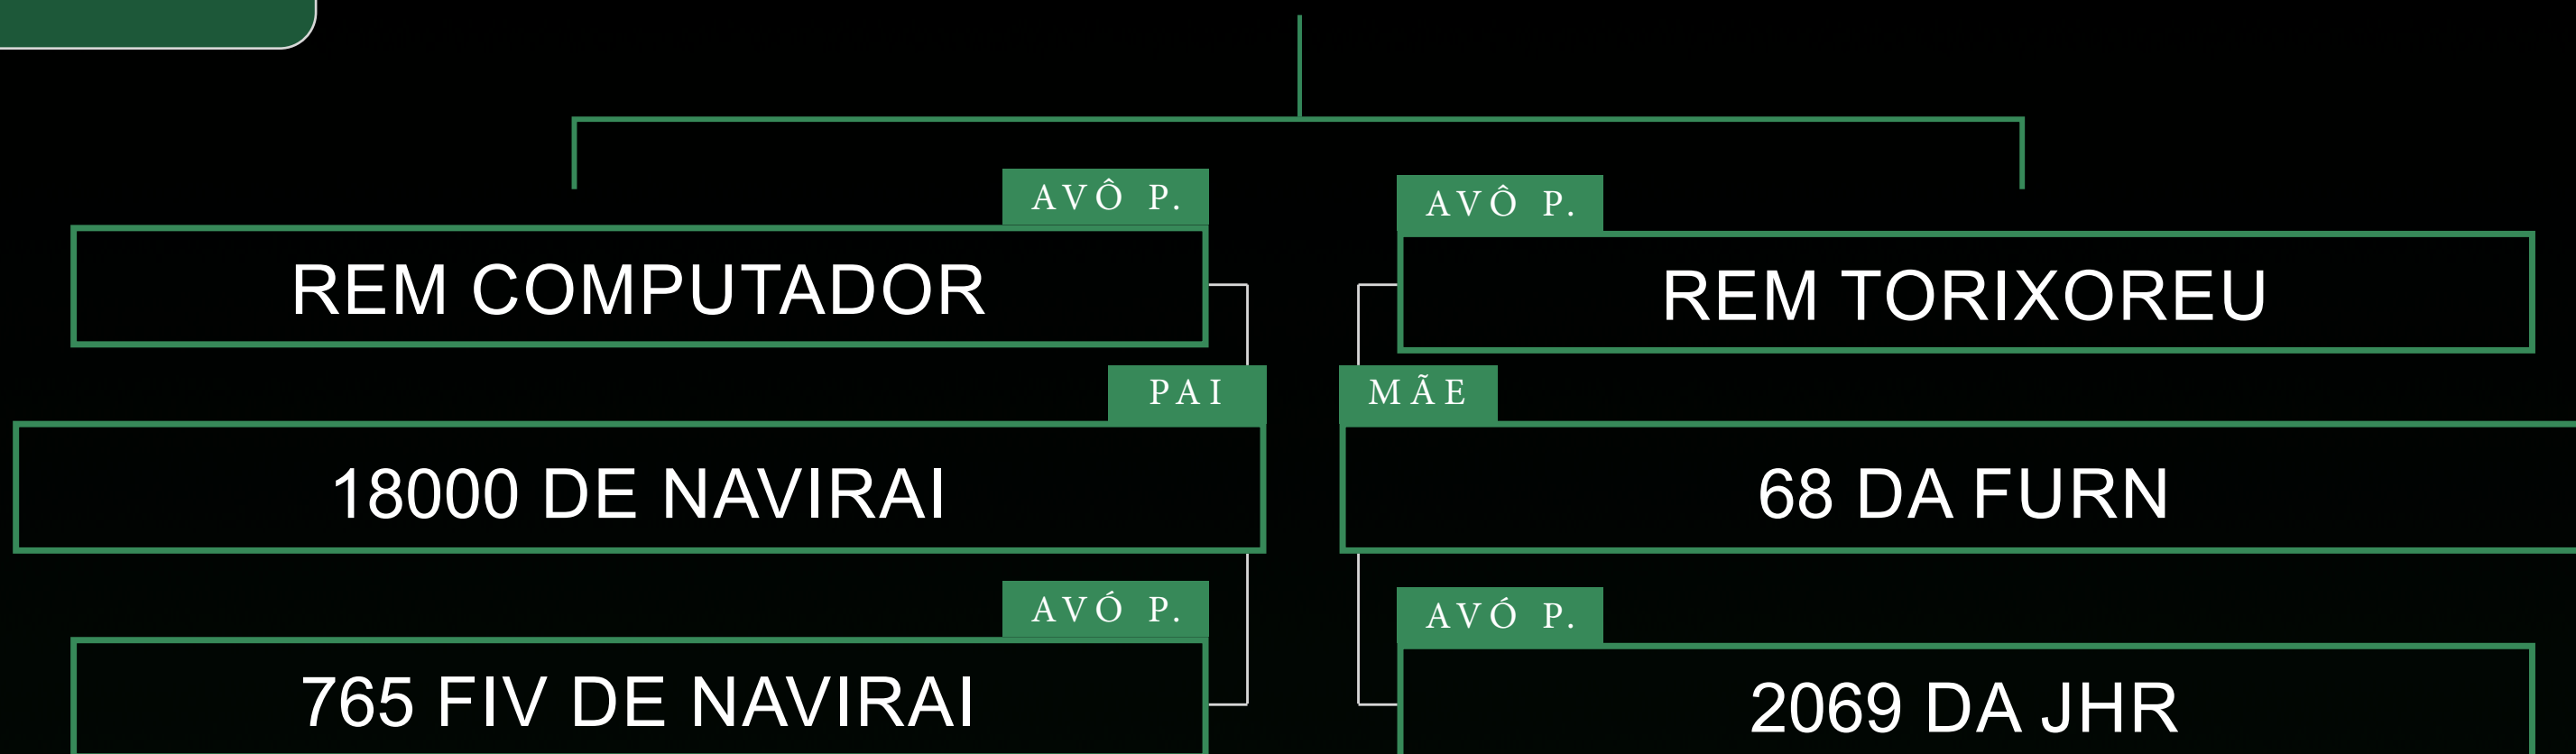 AVÔ P.
REM COMPUTADOR
PAI
18000 DE NAVIRAI
AVÓ P.
765 FIV DE NAVIRAI
AVÔ P.
REM TORIXOREU
MÃE
68 DA FURN
AVÓ P.
2069 DA JHR